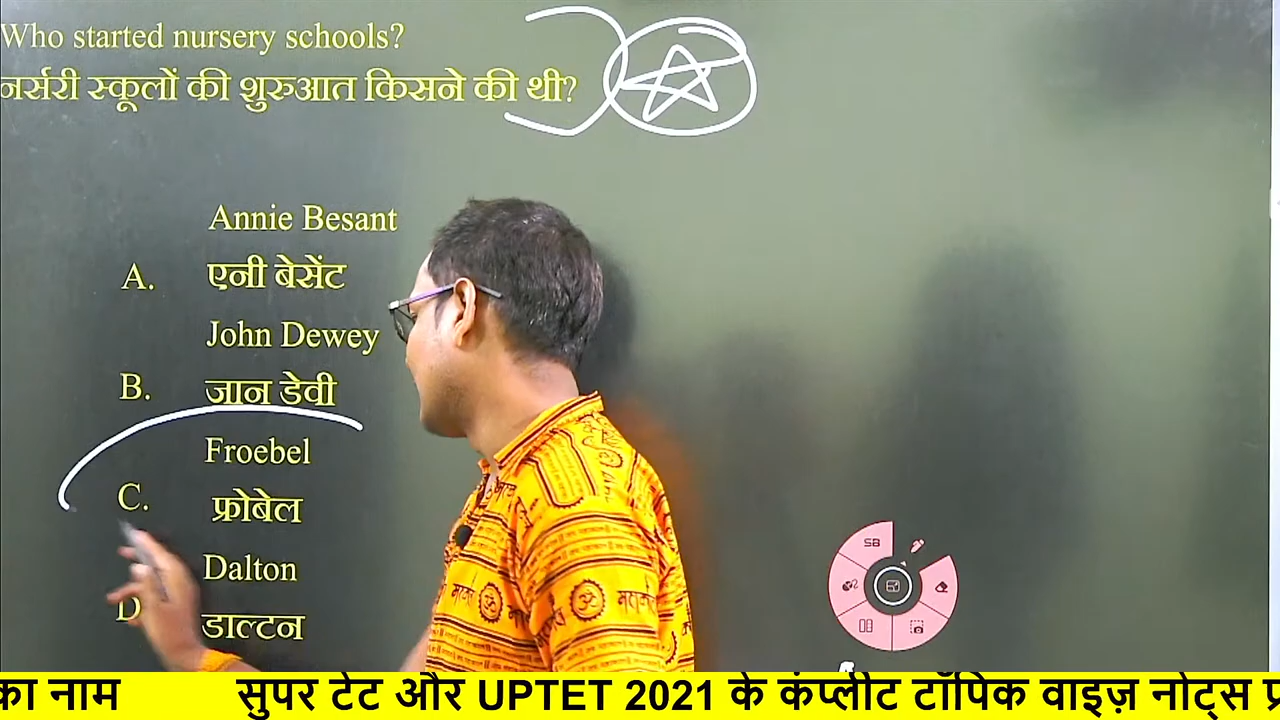 Who started nursery schools?
नर्सरी स्कूलों की शुरुआत किसने की थी?
Annie Besant
A. एनी बेसेंट
John Dewey
B. जान डेवी
Froebel
C. फ्रोबेल
Dalton
D डाल्टन
SB
का नाम सुपर टेट और UPTET 2021 के कंप्लीट टॉपिक वाइज़ नोट्स